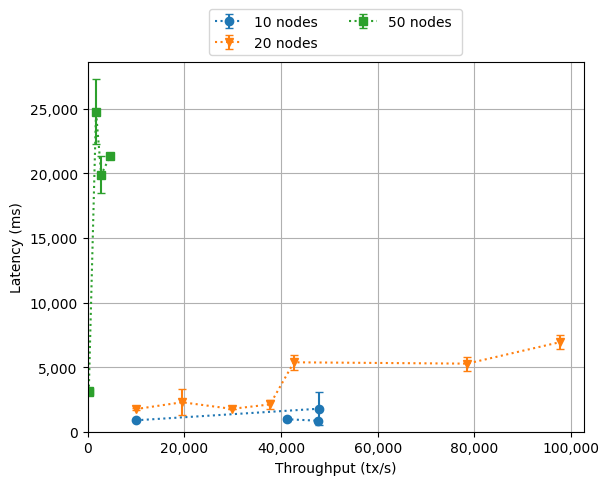 10 nodes
20 nodes
50 nodes
25,000
20,000
15,000
10,000
5,000
0
Latency (ms)
0
20,000
40,000
60,000
80,000
100,000
Throughput (tx/s)